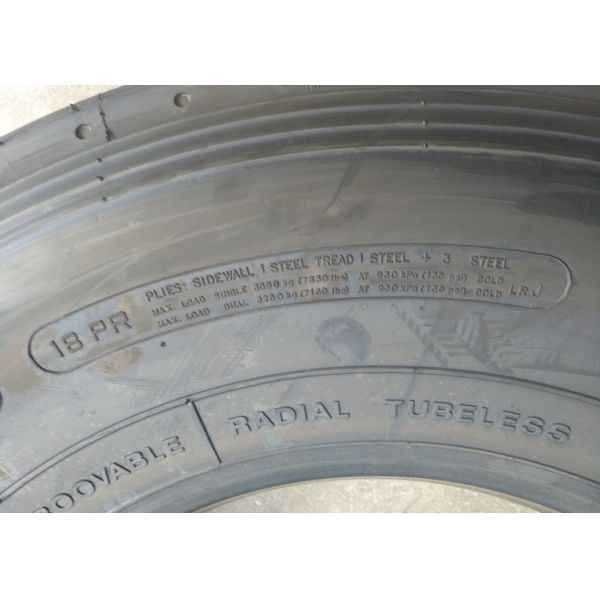 18 PR
PLIES: SIDEWALL 1 STEEL TREAD 1 STEEL + 3 STEEL
MAX. LOAD SINGLE 3550 kg (7830 lbs) AT 930 kPa (135 psi) COLD
MAX. LOAD DUAL 3250 kg (7160 lbs) AT 930 kPa (135 psi) COLD
LR.J
ROOVABLE
RADIAL TUBELESS